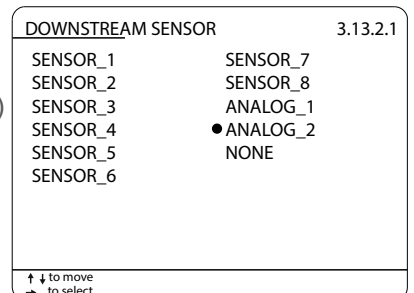 DOWNSTREAM SENSOR 3.13.2.1
SENSOR_1 SENSOR_7
SENSOR_2 SENSOR_8
SENSOR_3 ANALOG_1
SENSOR_4 ●ANALOG_2
SENSOR_5 NONE
SENSOR_6
↑ ↓ to move
→ to select